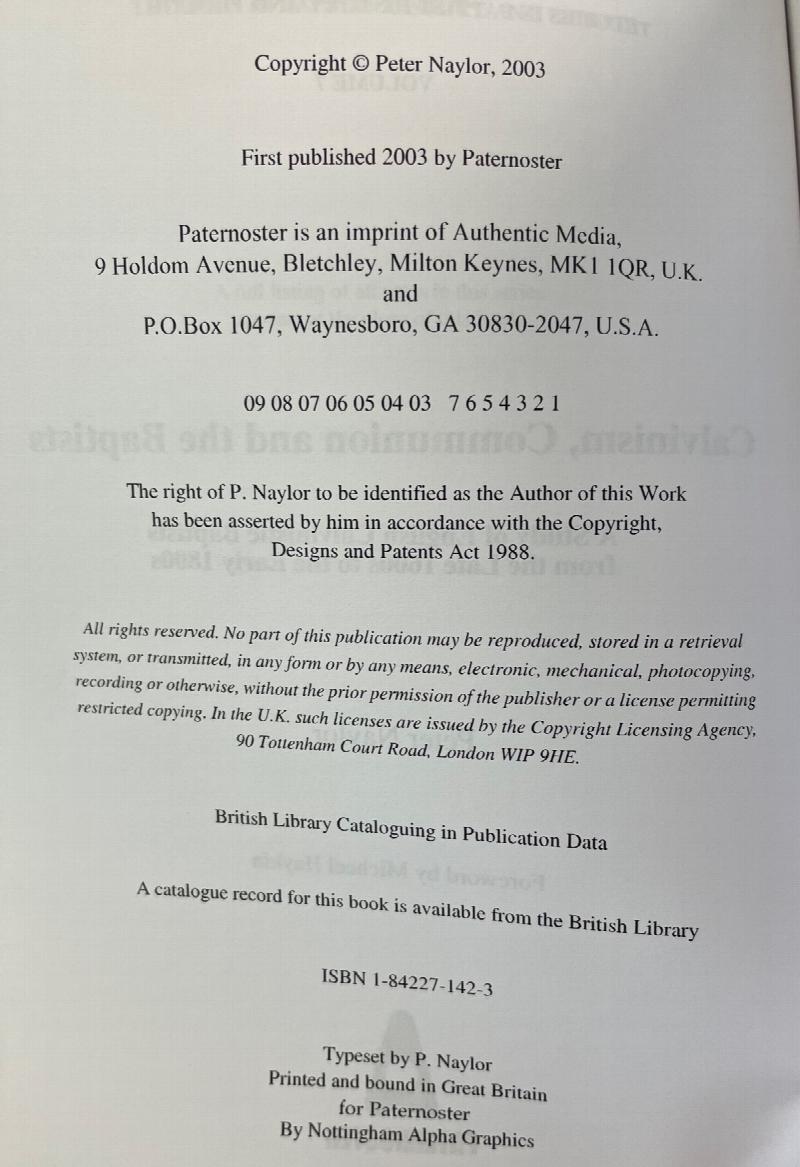 Copyright © Peter Naylor, 2003
First published 2003 by Paternoster
Paternoster is an imprint of Authentic Media,
9 Holdom Avenue, Bletchley, Milton Keynes, MK1 1QR, U.K.
and
P.O.Box 1047, Waynesboro, GA 30830-2047, U.S.A.
09 08 07 06 05 04 03 7 6 5 4 3 2 1
The right of P. Naylor to be identified as the Author of this Work
has been asserted by him in accordance with the Copyright,
Designs and Patents Act 1988.
All rights reserved. No part of this publication may be reproduced, stored in a retrieval
system, or transmitted, in any form or by any means, electronic, mechanical, photocopying,
recording or otherwise, without the prior permission of the publisher or a license permitting
restricted copying. In the U.K. such licenses are issued by the Copyright Licensing Agency,
90 Tottenham Court Road, London WIP 9HE.
British Library Cataloguing in Publication Data
A catalogue record for this book is available from the British Library
ISBN 1-84227-142-3
Typeset by P. Naylor
Printed and bound in Great Britain
for Paternoster
By Nottingham Alpha Graphics